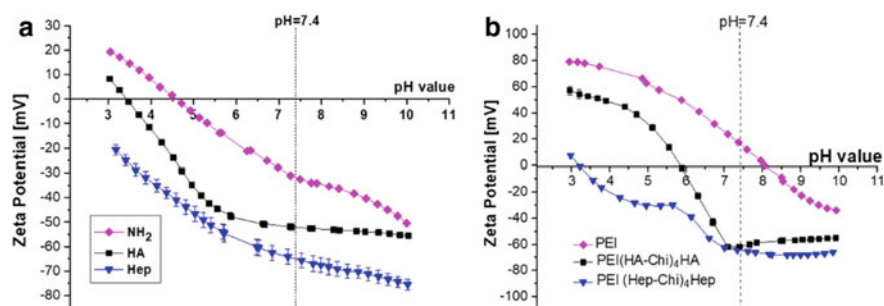 a
pH=7.4
Zeta Potential [mV]
30
20
10
0
-10
-20
-30
-40
-50
-60
-70
-80
3 4 5 6 7 8 9 10 11
pH value
NH2
HA
Hep
b
pH=7.4
Zeta Potential [mV]
100
80
60
40
20
0
-20
-40
-60
-80
-100
2 3 4 5 6 7 8 9 10 11
pH value
PEI
PEI(HA-Chi)4HA
PEI (Hep-Chi)4Hep